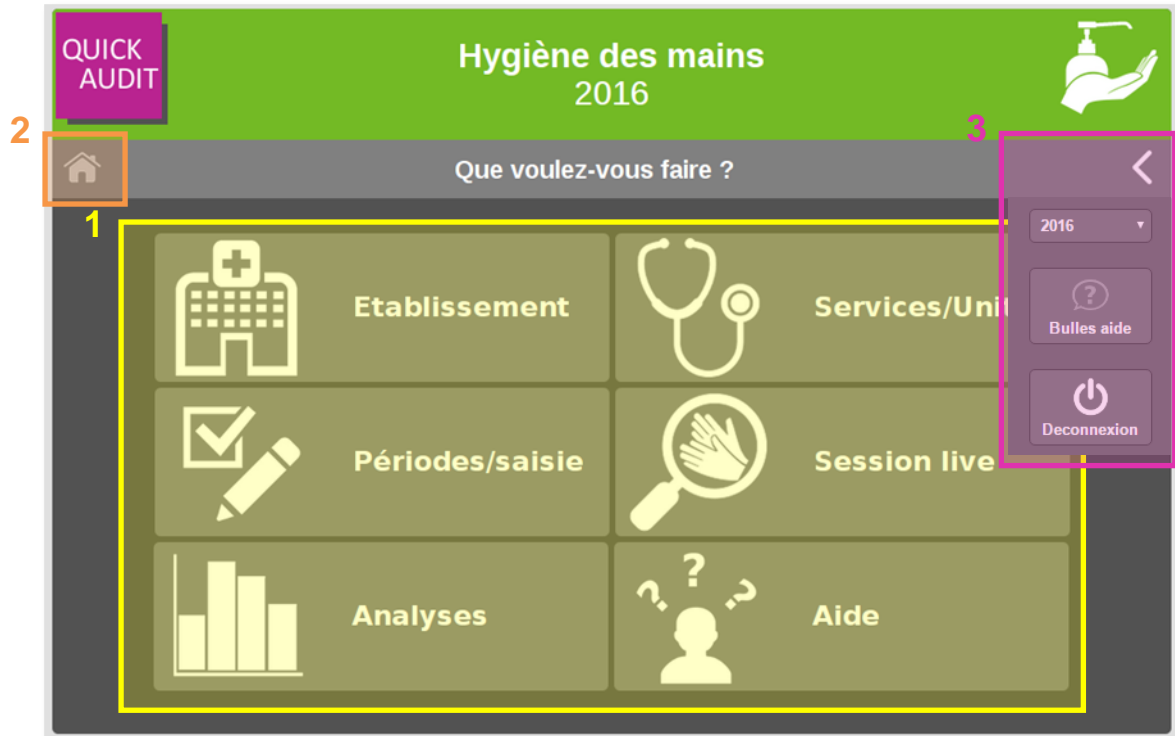 QUICK
AUDIT
Hygiène des mains
2016
2
3
Que voulez-vous faire ?
1
2016
Etablissement
Services/Unit
Bulles aide
Périodes/saisie
Session live
Deconnexion
Analyses
Aide